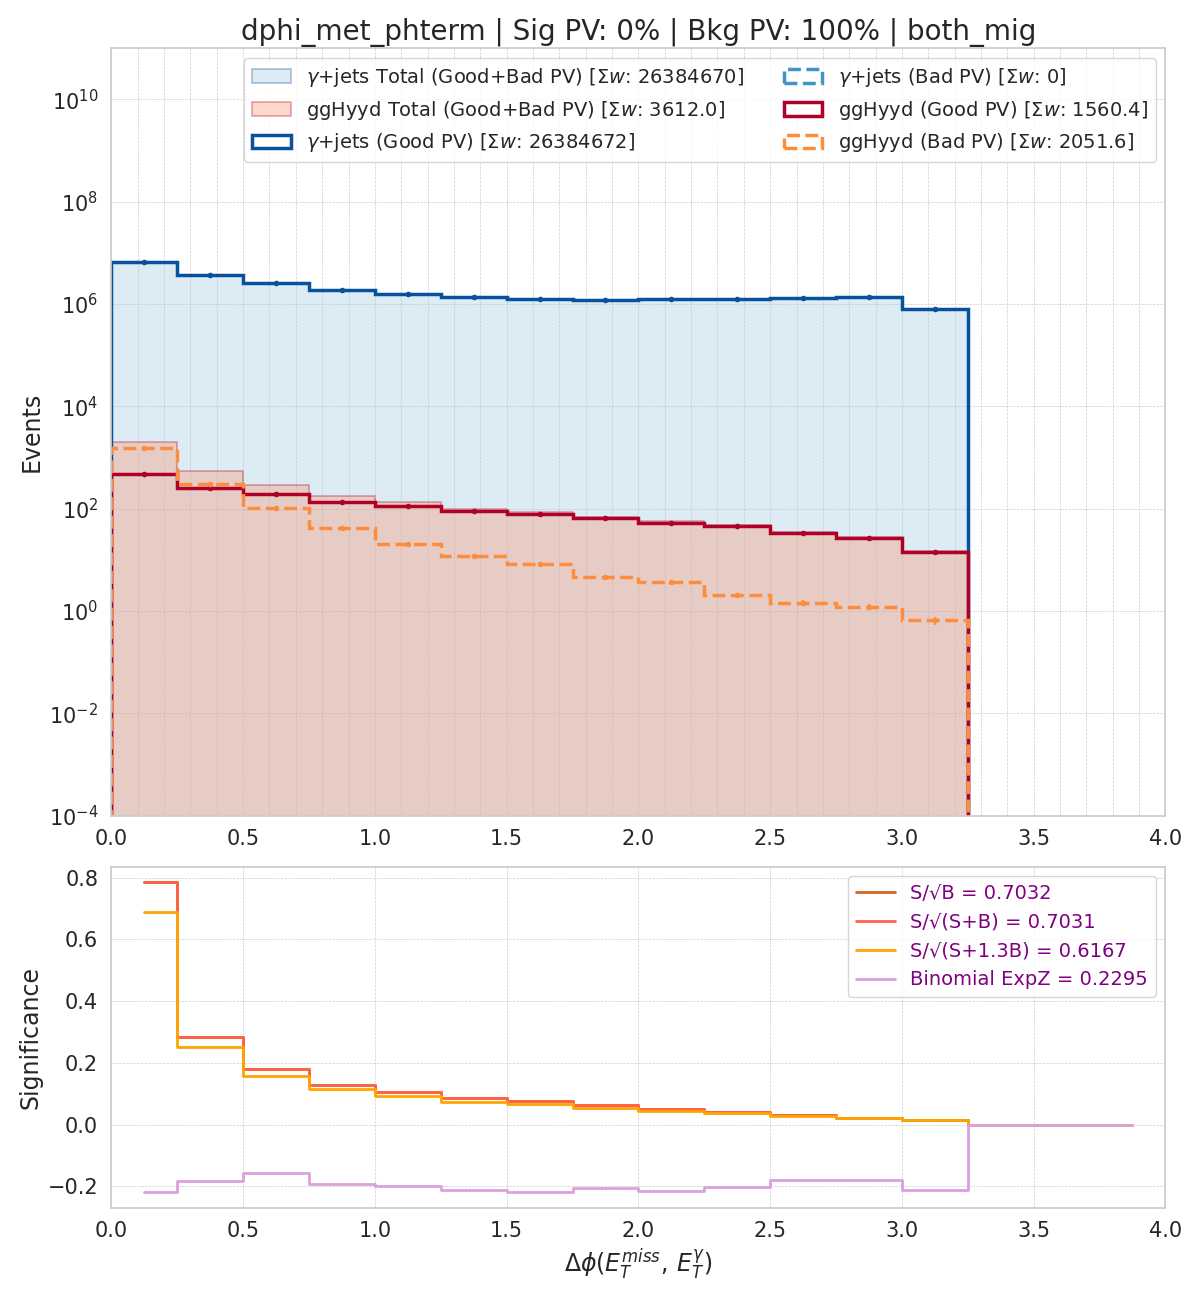 dphi_met_phterm | Sig PV: 0% | Bkg PV: 100% | both_mig
γ+jets Total (Good+Bad PV) [Σw: 26384670]
ggHyyd Total (Good+Bad PV) [Σw: 3612.0]
γ+jets (Good PV) [Σw: 26384672]
γ+jets (Bad PV) [Σw: 0]
ggHyyd (Good PV) [Σw: 1560.4]
ggHyyd (Bad PV) [Σw: 2051.6]
Events
10^10
10^8
10^6
10^4
10^2
10^0
10^−2
10^−4
0.0 0.5 1.0 1.5 2.0 2.5 3.0 3.5 4.0
Significance
0.8
0.6
0.4
0.2
0.0
−0.2
S/√B = 0.7032
S/√(S+B) = 0.7031
S/√(S+1.3B) = 0.6167
Binomial ExpZ = 0.2295
0.0 0.5 1.0 1.5 2.0 2.5 3.0 3.5 4.0
Δϕ(E_T^miss, E_T^γ)